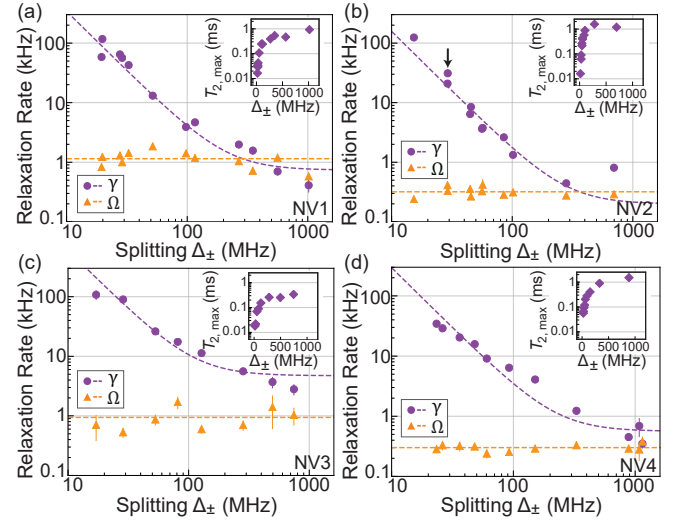 (a)
Relaxation Rate (kHz)
100
10
1
0.1
T2, max (ms)
1
0.1
0.01
0 500 1000
Δ± (MHz)
γ
Ω
NV1
10 100 1000
Splitting Δ± (MHz)
(b)
Relaxation Rate (kHz)
100
10
1
0.1
T2, max (ms)
1
0.1
0.01
0 500 1000
Δ± (MHz)
γ
Ω
NV2
10 100 1000
Splitting Δ± (MHz)
(c)
Relaxation Rate (kHz)
100
10
1
0.1
T2, max (ms)
1
0.1
0.01
0 500 1000
Δ± (MHz)
γ
Ω
NV3
10 100 1000
Splitting Δ± (MHz)
(d)
Relaxation Rate (kHz)
100
10
1
0.1
T2, max (ms)
1
0.1
0.01
0 500 1000
Δ± (MHz)
γ
Ω
NV4
10 100 1000
Splitting Δ± (MHz)